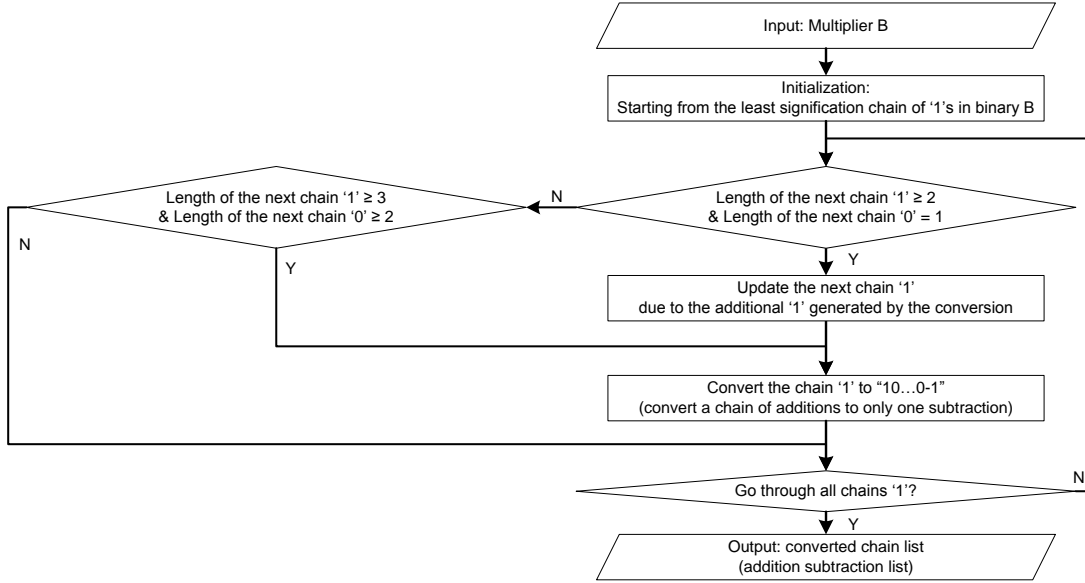 Input: Multiplier B
Initialization:
Starting from the least signification chain of ‘1’s in binary B
Length of the next chain ‘1’ ≥ 3
& Length of the next chain ‘0’ ≥ 2
N
Length of the next chain ‘1’ ≥ 2
& Length of the next chain ‘0’ = 1
N
Y
Y
Update the next chain ‘1’
due to the additional ‘1’ generated by the conversion
Convert the chain ‘1’ to “10…0-1”
(convert a chain of additions to only one subtraction)
Go through all chains ‘1’?
N
Y
Output: converted chain list
(addition subtraction list)